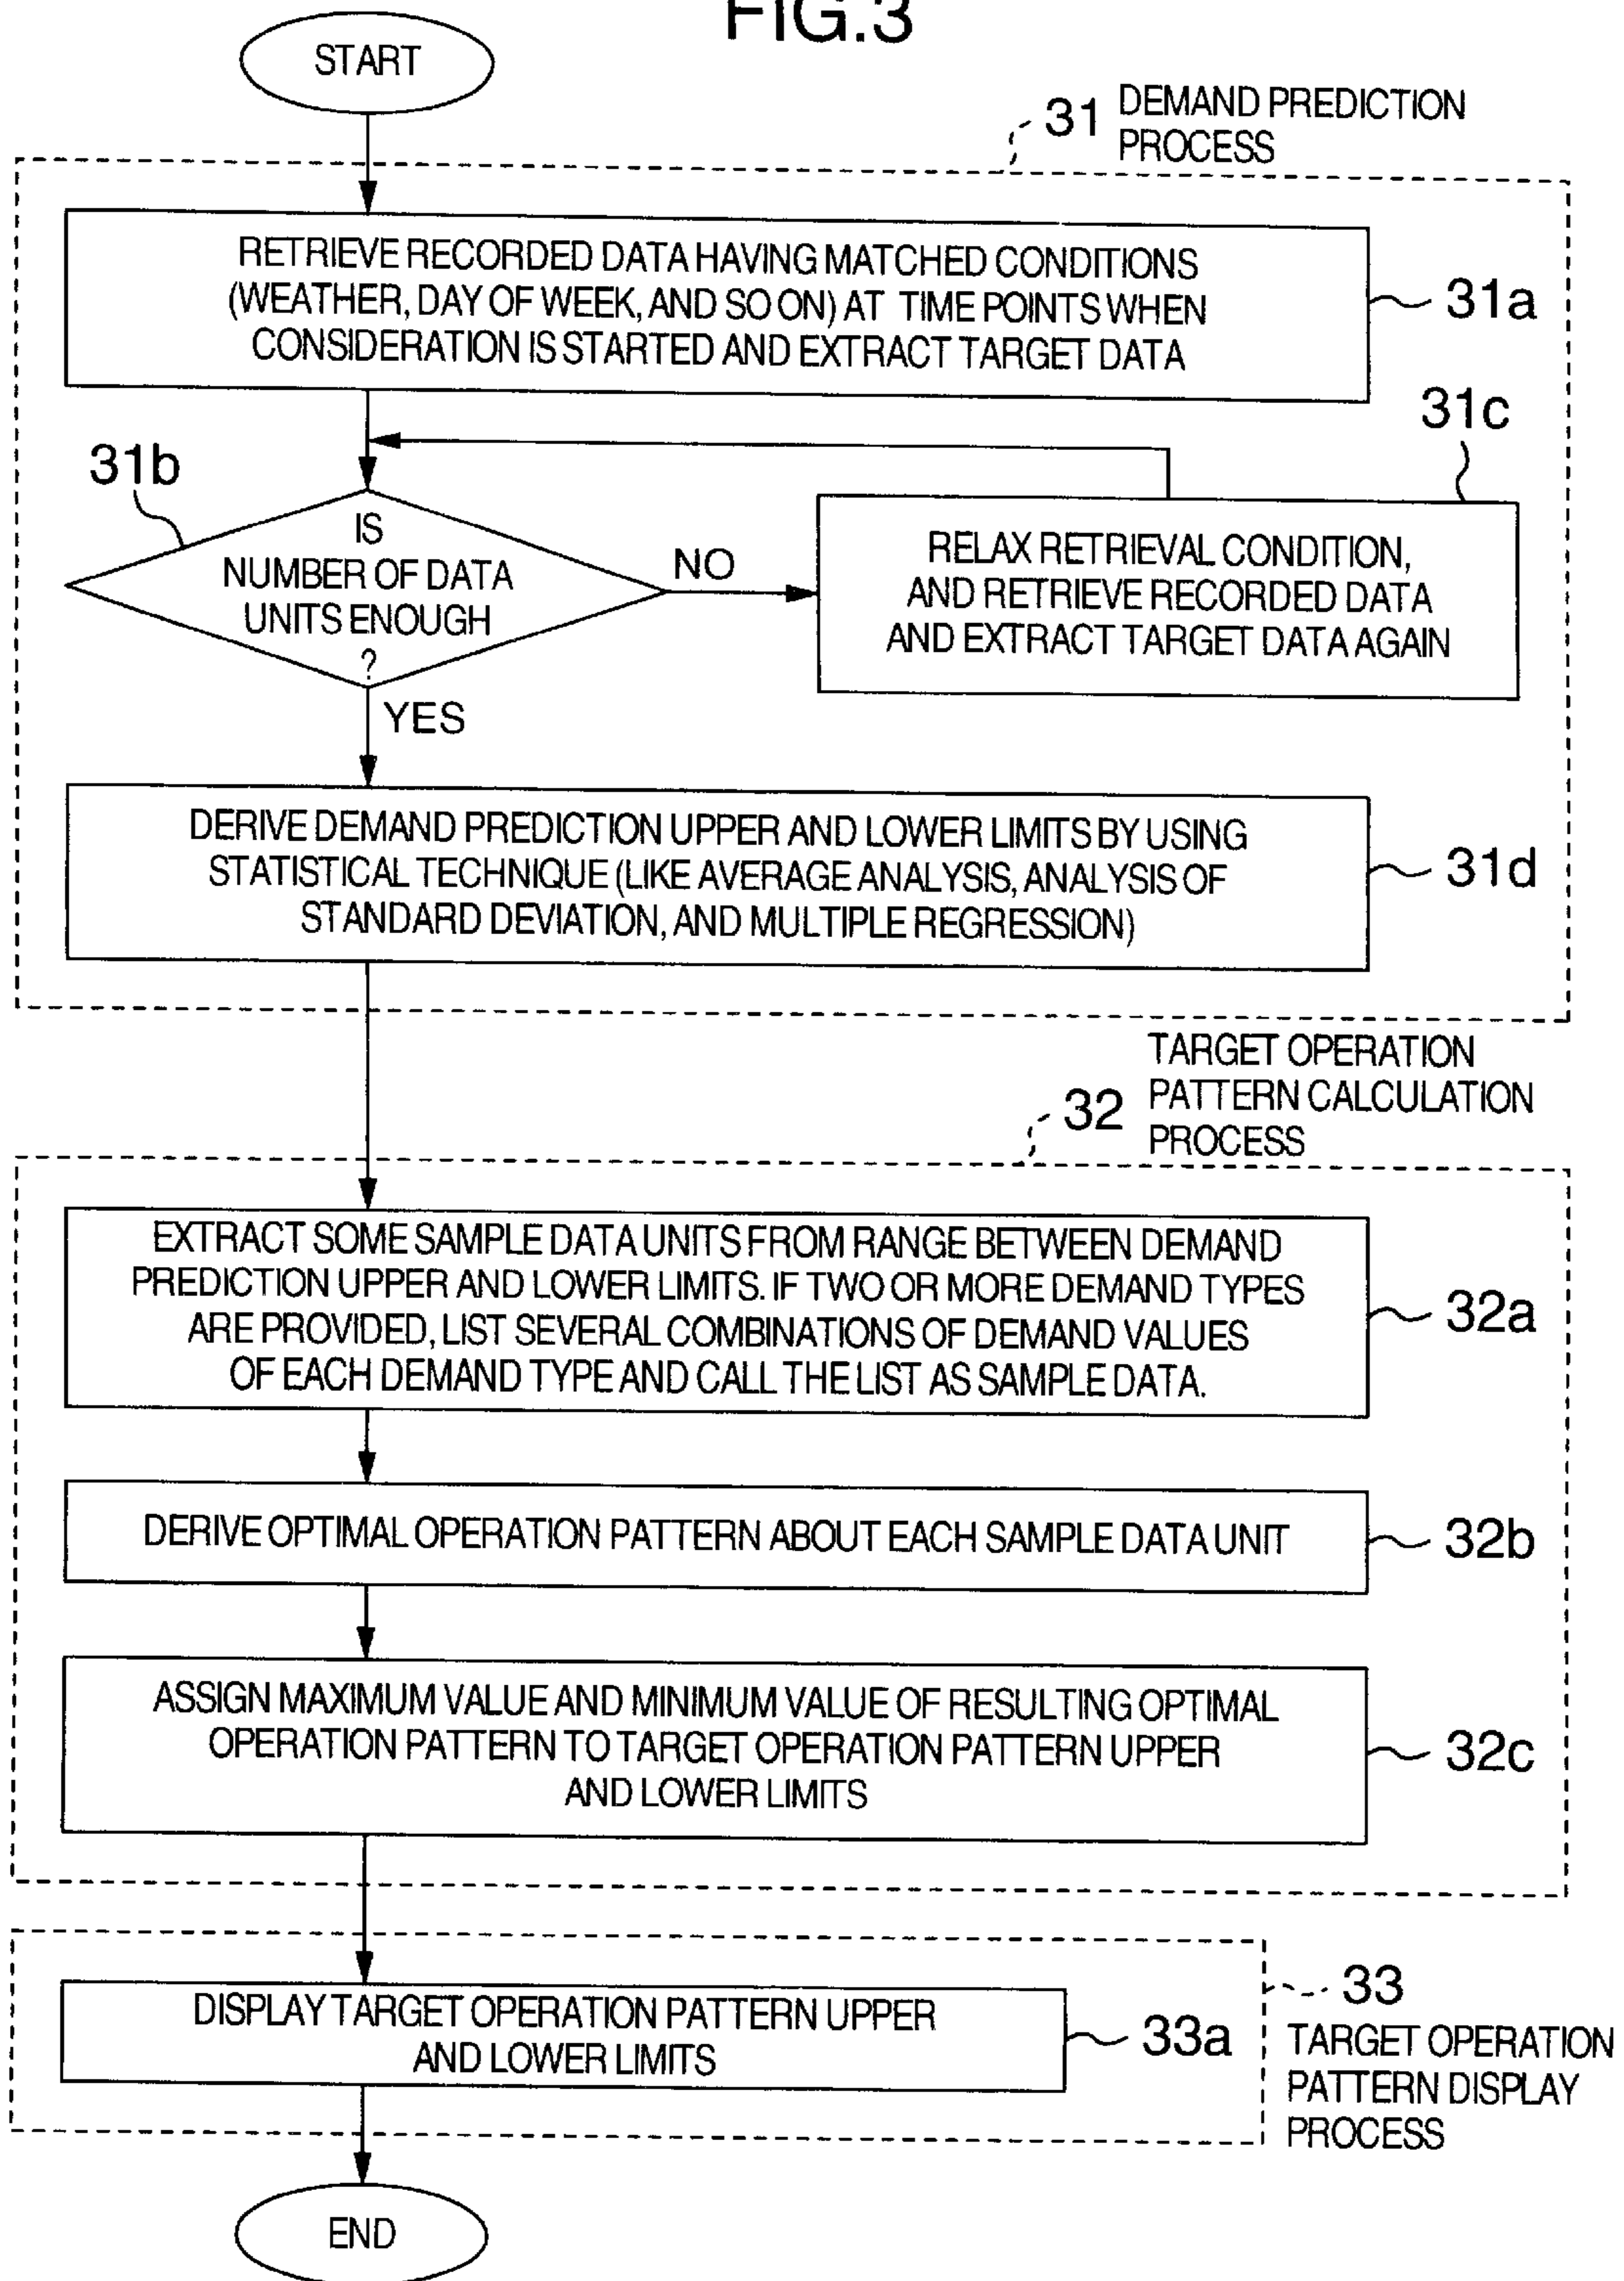 FIG.3
START
31 DEMAND PREDICTION
PROCESS
RETRIEVE RECORDED DATA HAVING MATCHED CONDITIONS
(WEATHER, DAY OF WEEK, AND SO ON) AT TIME POINTS WHEN
CONSIDERATION IS STARTED AND EXTRACT TARGET DATA
31a
31c
31b
IS
NUMBER OF DATA
UNITS ENOUGH
?
NO
RELAX RETRIEVAL CONDITION,
AND RETRIEVE RECORDED DATA
AND EXTRACT TARGET DATA AGAIN
YES
DERIVE DEMAND PREDICTION UPPER AND LOWER LIMITS BY USING
STATISTICAL TECHNIQUE (LIKE AVERAGE ANALYSIS, ANALYSIS OF
STANDARD DEVIATION, AND MULTIPLE REGRESSION)
31d
32
TARGET OPERATION
PATTERN CALCULATION
PROCESS
EXTRACT SOME SAMPLE DATA UNITS FROM RANGE BETWEEN DEMAND
PREDICTION UPPER AND LOWER LIMITS. IF TWO OR MORE DEMAND TYPES
ARE PROVIDED, LIST SEVERAL COMBINATIONS OF DEMAND VALUES
OF EACH DEMAND TYPE AND CALL THE LIST AS SAMPLE DATA.
32a
DERIVE OPTIMAL OPERATION PATTERN ABOUT EACH SAMPLE DATA UNIT
32b
ASSIGN MAXIMUM VALUE AND MINIMUM VALUE OF RESULTING OPTIMAL
OPERATION PATTERN TO TARGET OPERATION PATTERN UPPER
AND LOWER LIMITS
32c
DISPLAY TARGET OPERATION PATTERN UPPER
AND LOWER LIMITS
33a
33
TARGET OPERATION
PATTERN DISPLAY
PROCESS
END